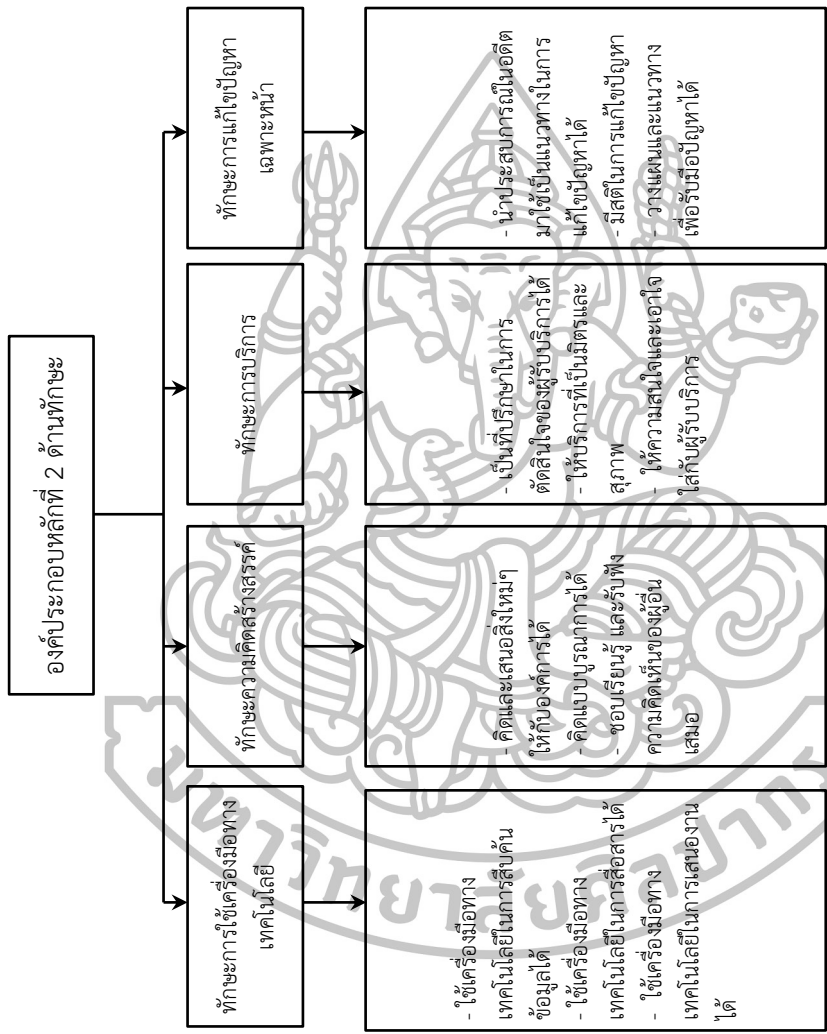 องค์ประกอบหลักที่ 2 ด้านทักษะ
ทักษะการใช้เครื่องมือทาง
เทคโนโลยี
- ใช้เครื่องมือทาง
เทคโนโลยีในการสืบค้น
ข้อมูลได้
- ใช้เครื่องมือทาง
เทคโนโลยีในการสื่อสารได้
- ใช้เครื่องมือทาง
เทคโนโลยีในการเสนองาน
ได้
ทักษะความคิดสร้างสรรค์
- คิดและเสนอสิ่งใหม่ๆ
ให้กับองค์การได้
- คิดแบบบูรณาการได้
- ชอบเรียนรู้ และรับฟัง
ความคิดเห็นของผู้อื่น
เสมอ
ทักษะการบริการ
- เป็นที่ปรึกษาในการ
ตัดสินใจของผู้รับบริการได้
- ให้บริการที่เป็นมิตรและ
สุภาพ
- ให้ความสนใจและเอาใจ
ใส่กับผู้รับบริการ
ทักษะการแก้ไขปัญหา
เฉพาะหน้า
- นำประสบการณ์ในอดีต
มาใช้เป็นแนวทางในการ
แก้ไขปัญหาได้
- มีสติในการแก้ไขปัญหา
- วางแผนและแนวทาง
เพื่อรับมือปัญหาได้
มหาวิทยาลัยศิลปากร